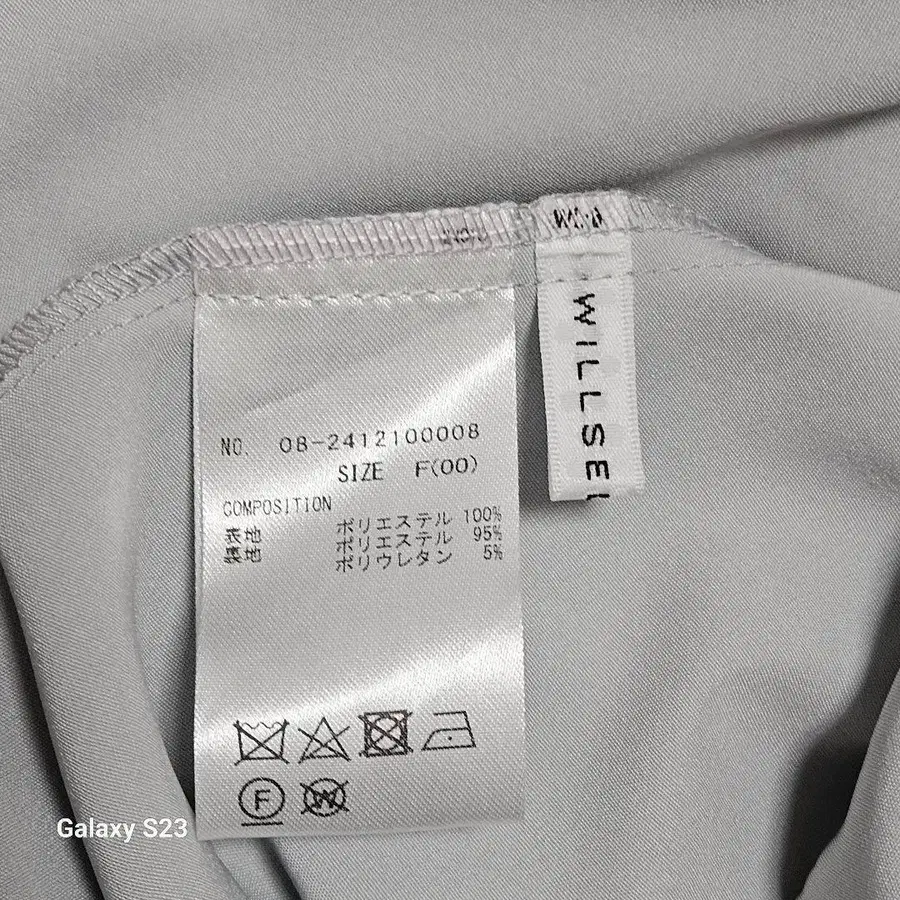 NO. 08-2412100008
SIZE F(00)
COMPOSITION
表地 ポリエステル 100%
裏地 ポリエステル 95%
ポリウレタン 5%
F
W
WILLSE
Galaxy S23